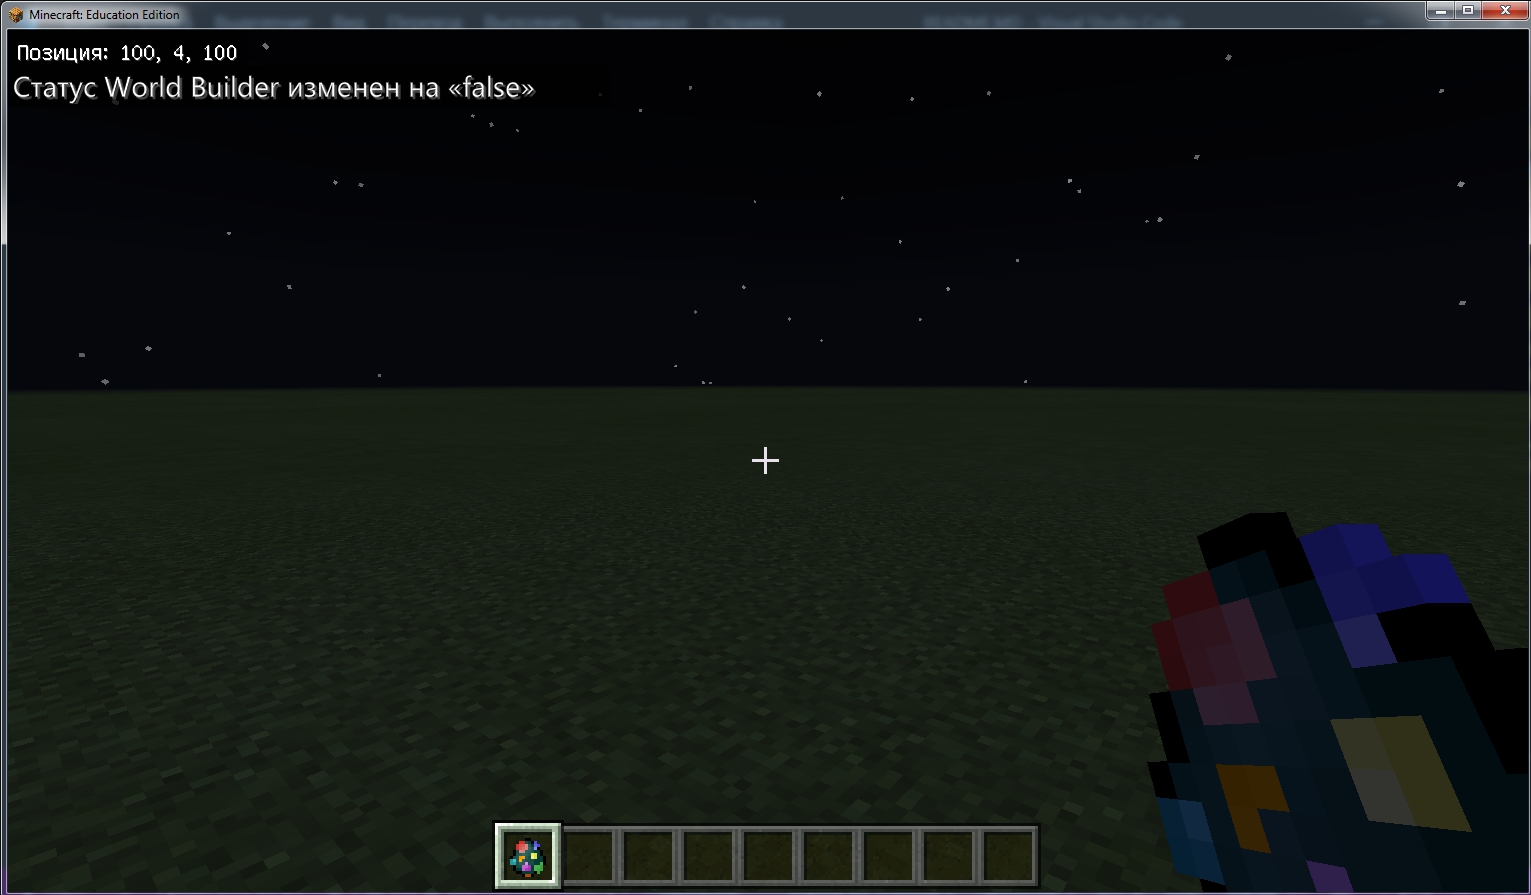 Minecraft: Education Edition
Позиция: 100, 4, 100
Статус World Builder изменен на «false»